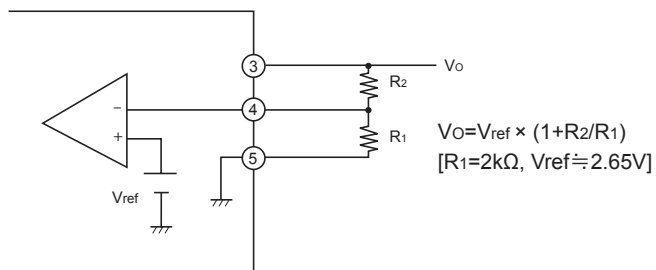 3
Vo
R2
−
4
+
R1
Vo=Vref × (1+R2/R1)
5
[R1=2kΩ, Vref≒2.65V]
Vref